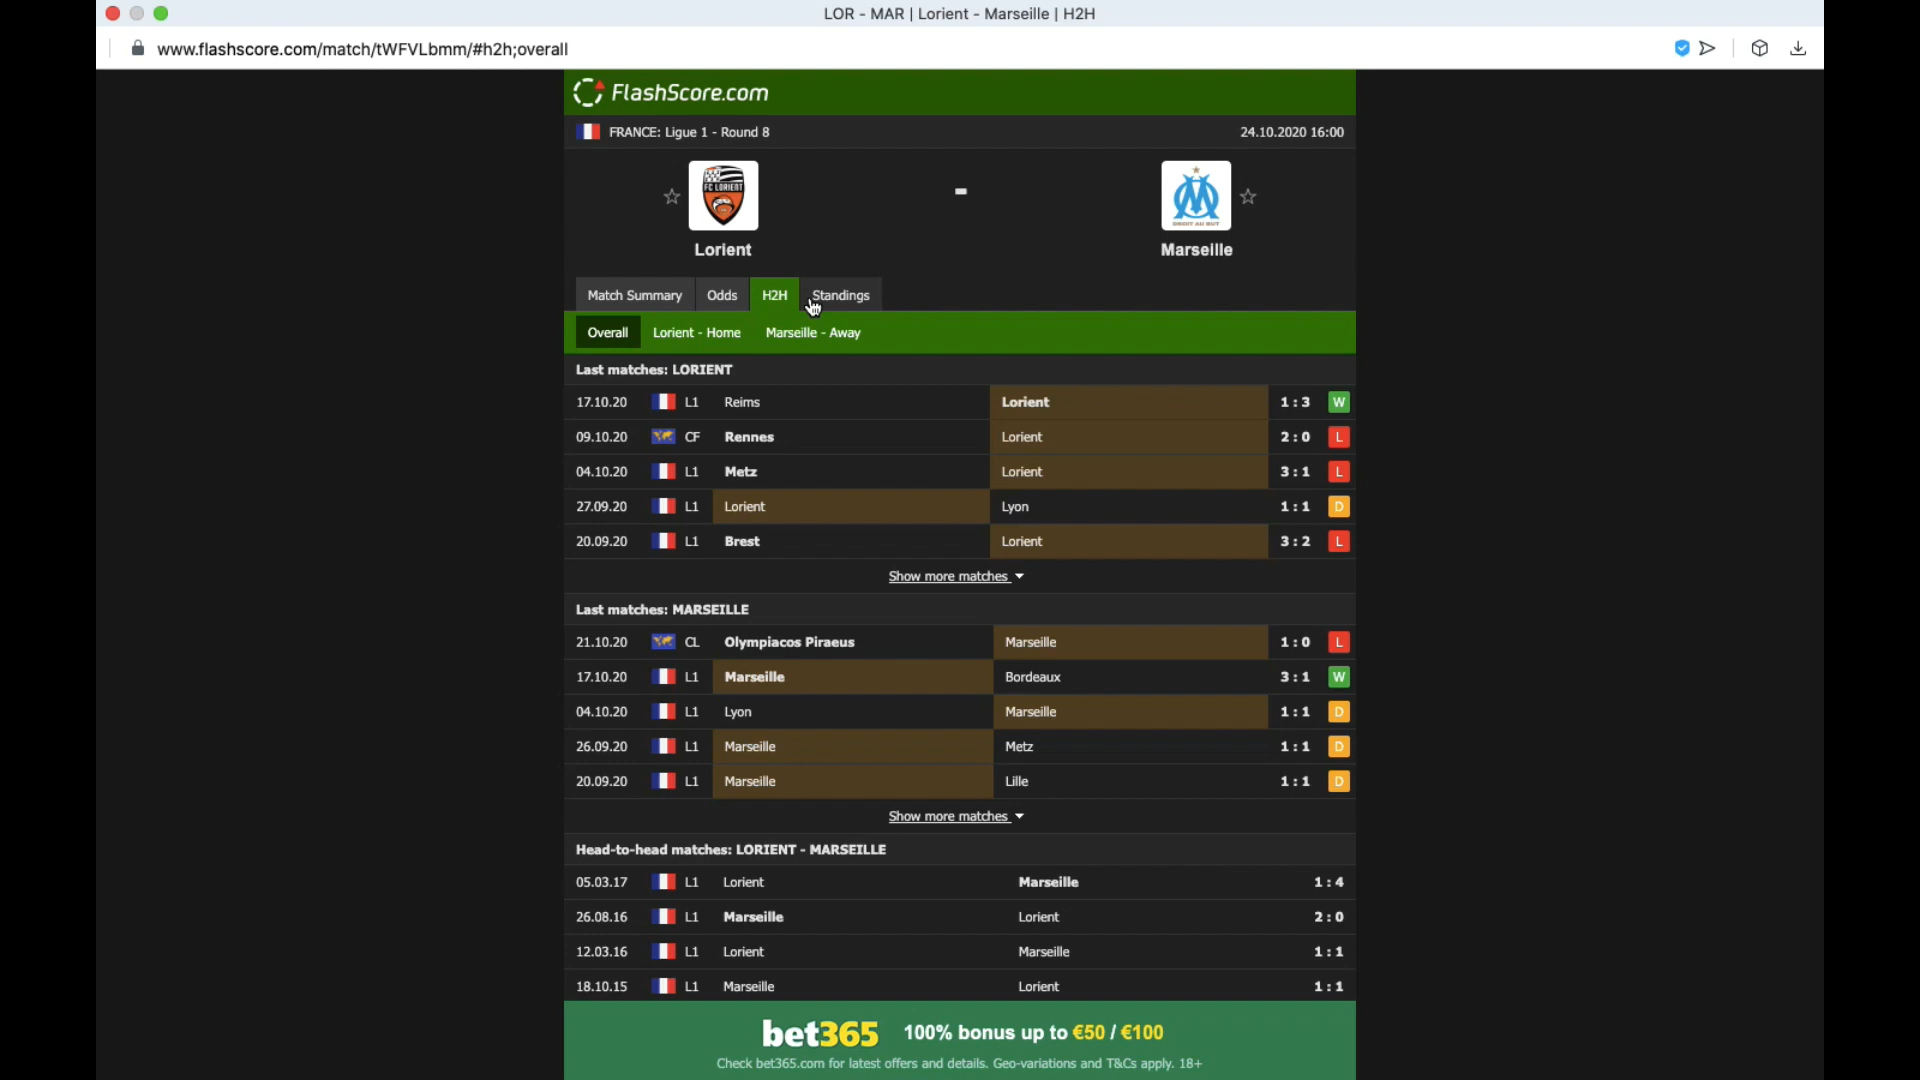 LOR - MAR | Lorient - Marseille | H2H
www.flashscore.com/match/tWFVLbmm/#h2h;overall
FlashScore.com
FRANCE: Ligue 1 - Round 8 24.10.2020 16:00
FC LORIENT
DROIT AU BUT
-
Lorient Marseille
Match Summary Odds H2H Standings
Overall Lorient - Home Marseille - Away
Last matches: LORIENT
17.10.20 L1 Reims Lorient 1 : 3 W
09.10.20 CF Rennes Lorient 2 : 0 L
04.10.20 L1 Metz Lorient 3 : 1 L
27.09.20 L1 Lorient Lyon 1 : 1 D
20.09.20 L1 Brest Lorient 3 : 2 L
Show more matches
Last matches: MARSEILLE
21.10.20 CL Olympiacos Piraeus Marseille 1 : 0 L
17.10.20 L1 Marseille Bordeaux 3 : 1 W
04.10.20 L1 Lyon Marseille 1 : 1 D
26.09.20 L1 Marseille Metz 1 : 1 D
20.09.20 L1 Marseille Lille 1 : 1 D
Show more matches
Head-to-head matches: LORIENT - MARSEILLE
05.03.17 L1 Lorient Marseille 1 : 4
26.08.16 L1 Marseille Lorient 2 : 0
12.03.16 L1 Lorient Marseille 1 : 1
18.10.15 L1 Marseille Lorient 1 : 1
bet365 100% bonus up to €50 / €100
Check bet365.com for latest offers and details. Geo-variations and T&Cs apply. 18+